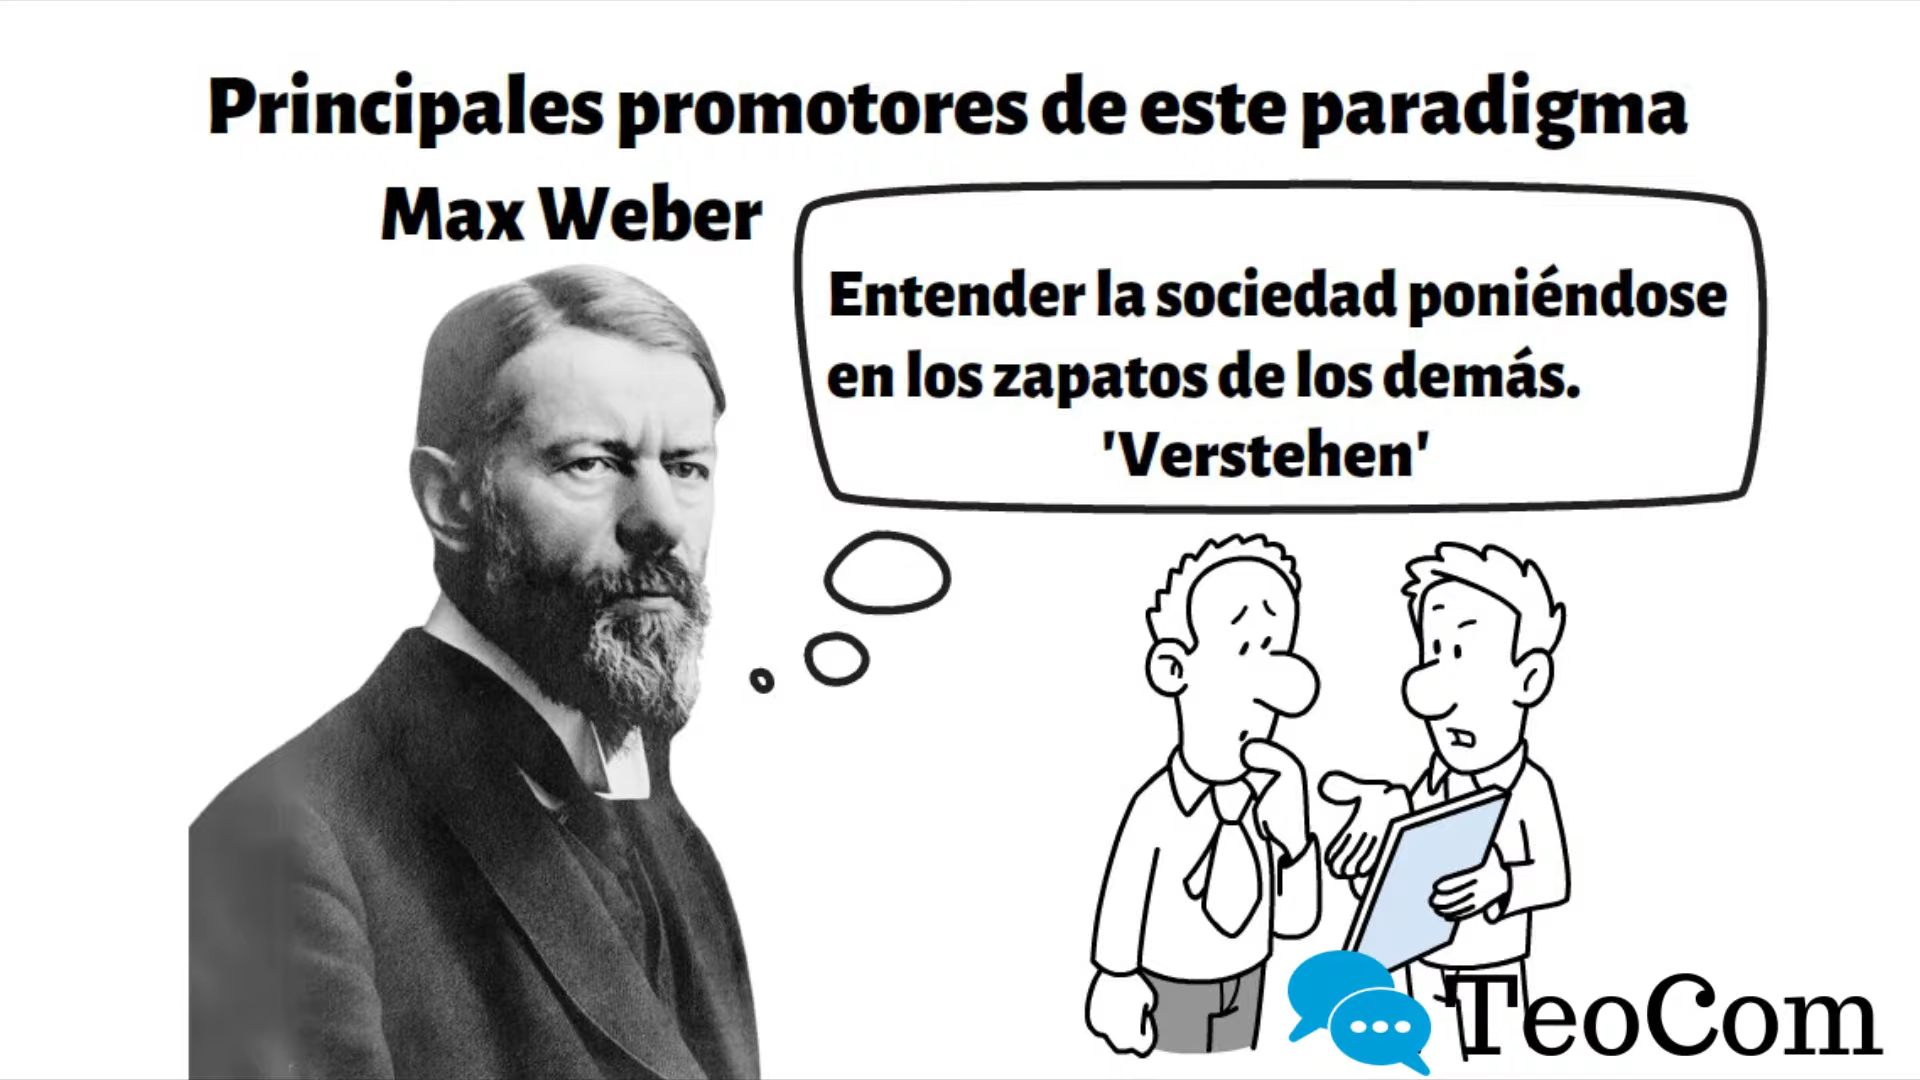 Principales promotores de este paradigma
Max Weber
Entender la sociedad poniéndose
en los zapatos de los demás.
'Verstehen'
TeoCom